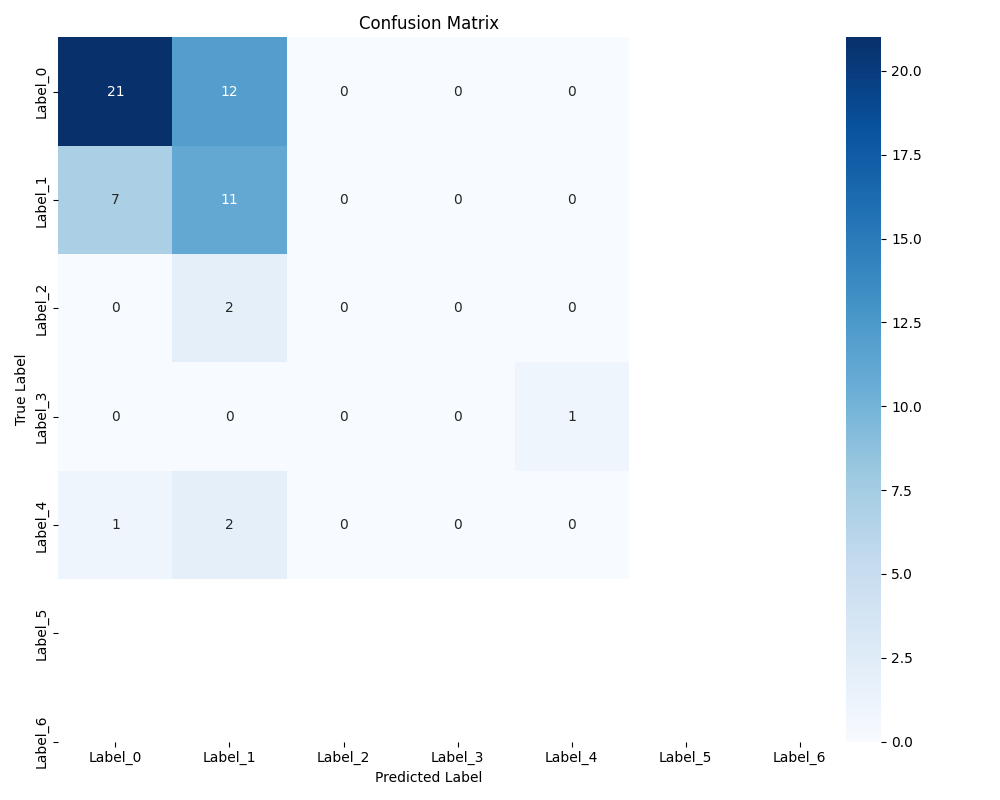 Confusion Matrix
True Label
Label_0 21 12 0 0 0
Label_1 7 11 0 0 0
Label_2 0 2 0 0 0
Label_3 0 0 0 0 1
Label_4 1 2 0 0 0
Label_5
Label_6
Label_0 Label_1 Label_2 Label_3 Label_4 Label_5 Label_6
Predicted Label
20.0
17.5
15.0
12.5
10.0
7.5
5.0
2.5
0.0